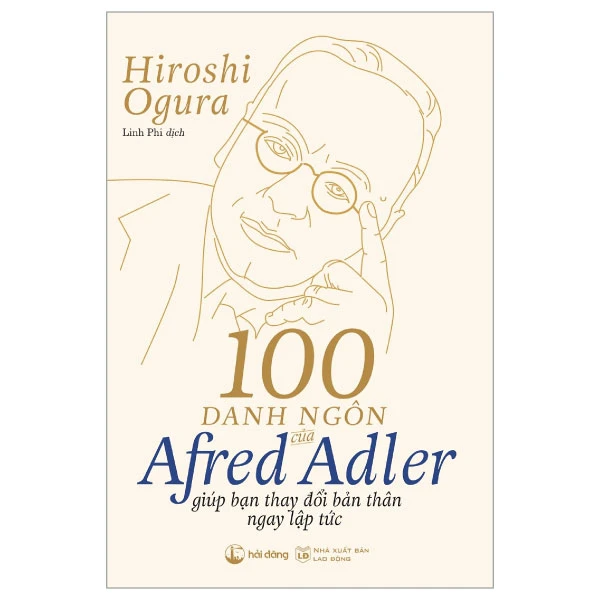 Hiroshi
Ogura
Linh Phi dịch
100
DANH NGÔN
của
Afred Adler
giúp bạn thay đổi bản thân
ngay lập tức
hải đăng
LĐ
NHÀ XUẤT BẢN
LAO ĐỘNG